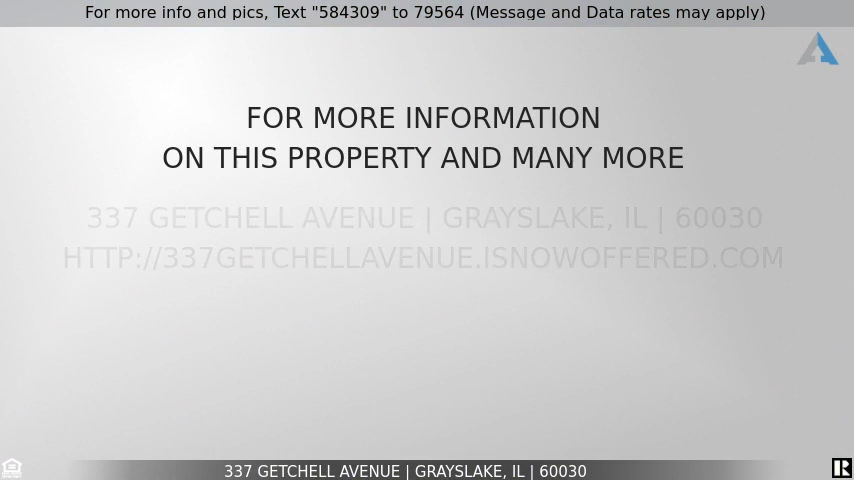 For more info and pics, Text "584309" to 79564 (Message and Data rates may apply)
FOR MORE INFORMATION
ON THIS PROPERTY AND MANY MORE
337 GETCHELL AVENUE | GRAYSLAKE, IL | 60030
HTTP://337GETCHELLAVENUE.ISNOWOFFERED.COM
337 GETCHELL AVENUE | GRAYSLAKE, IL | 60030